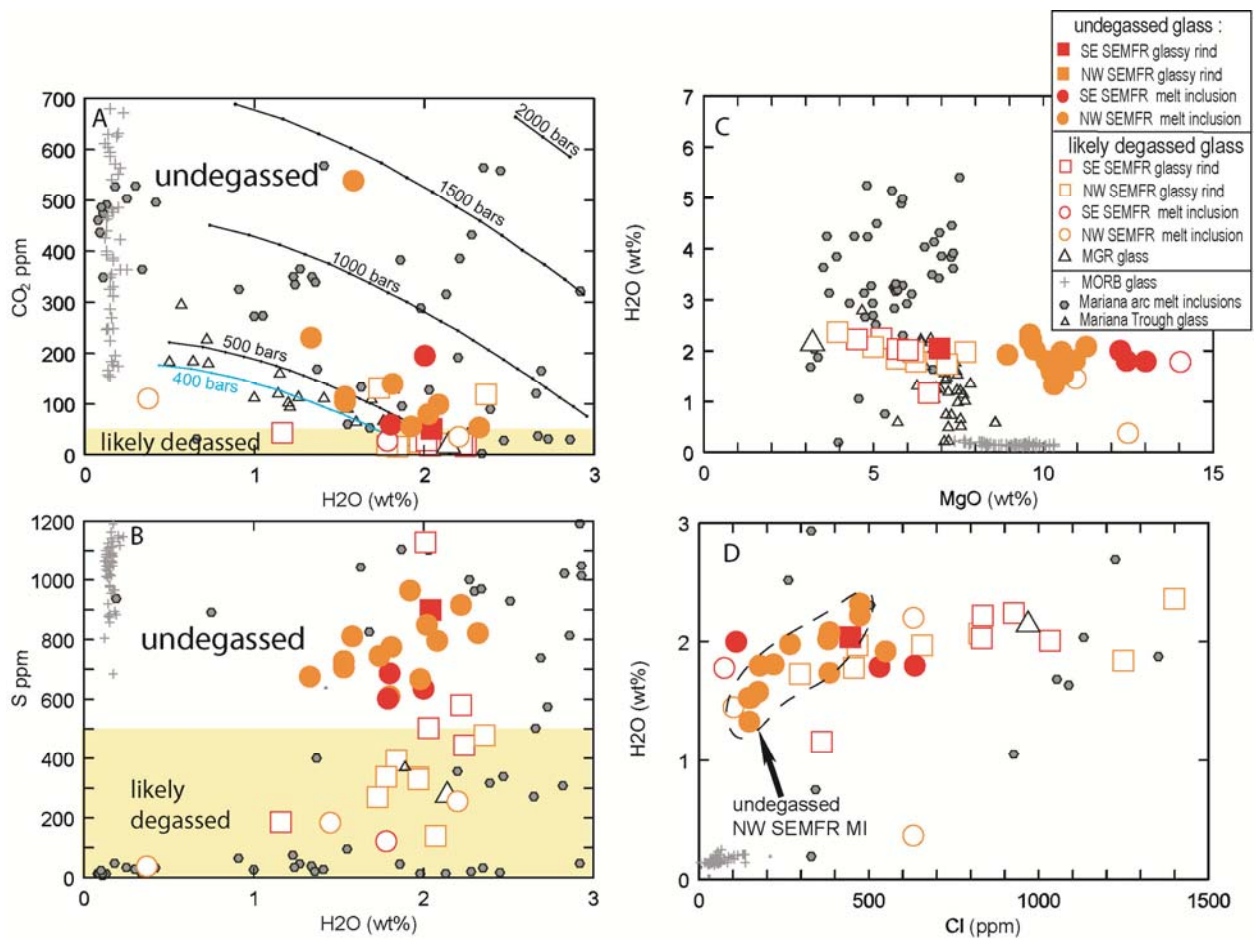 undegassed glass :
SE SEMFR glassy rind
NW SEMFR glassy rind
SE SEMFR melt inclusion
NW SEMFR melt inclusion
likely degassed glass
SE SEMFR glassy rind
NW SEMFR glassy rind
SE SEMFR melt inclusion
NW SEMFR melt inclusion
MGR glass
MORB glass
Mariana arc melt inclusions
Mariana Trough glass
A
700
600
500
400
300
200
100
0
CO2 ppm
undegassed
2000 bars
1500 bars
1000 bars
500 bars
400 bars
likely degassed
0 1 2 3
H2O (wt%)
C
7
6
5
4
3
2
1
0
H2O (wt%)
0 5 10 15
MgO (wt%)
B
1200
1000
800
600
400
200
0
S ppm
undegassed
likely
degassed
0 1 2 3
H2O (wt%)
D
3
2
1
0
H2O (wt%)
undegassed
NW SEMFR MI
0 500 1000 1500
Cl (ppm)